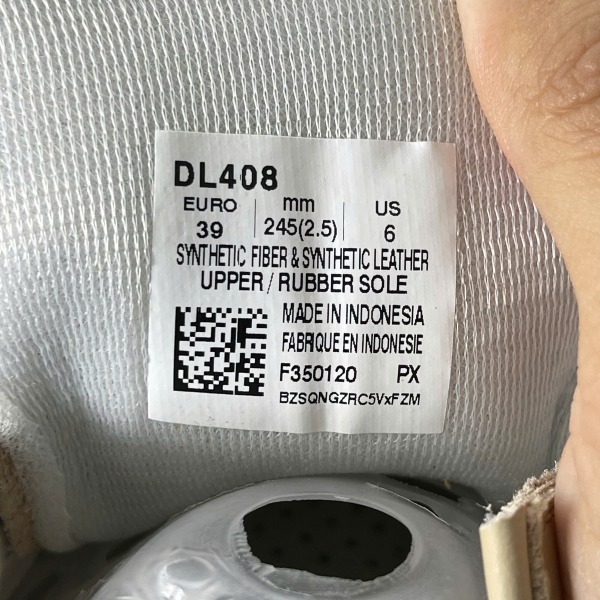 DL408
EURO mm US
39 245(2.5) 6
SYNTHETIC FIBER & SYNTHETIC LEATHER
UPPER / RUBBER SOLE
MADE IN INDONESIA
FABRIQUE EN INDONESIE
F350120 PX
BZSQNGZRC5VxFZM